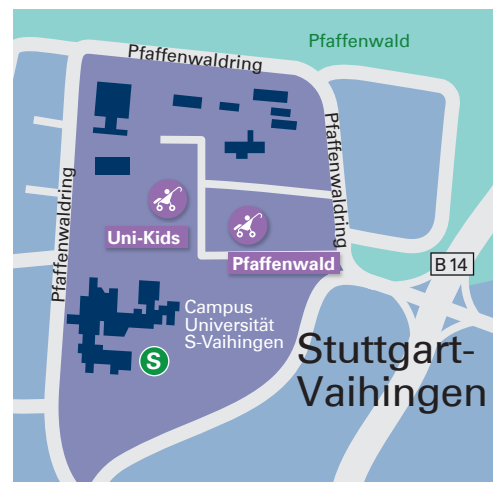 Pfaffenwald
Pfaffenwaldring
Pfaffenwaldring
Pfaffenwaldring
Uni-Kids
Pfaffenwald
B 14
Campus
Universität
S-Vaihingen
S
Stuttgart-
Vaihingen